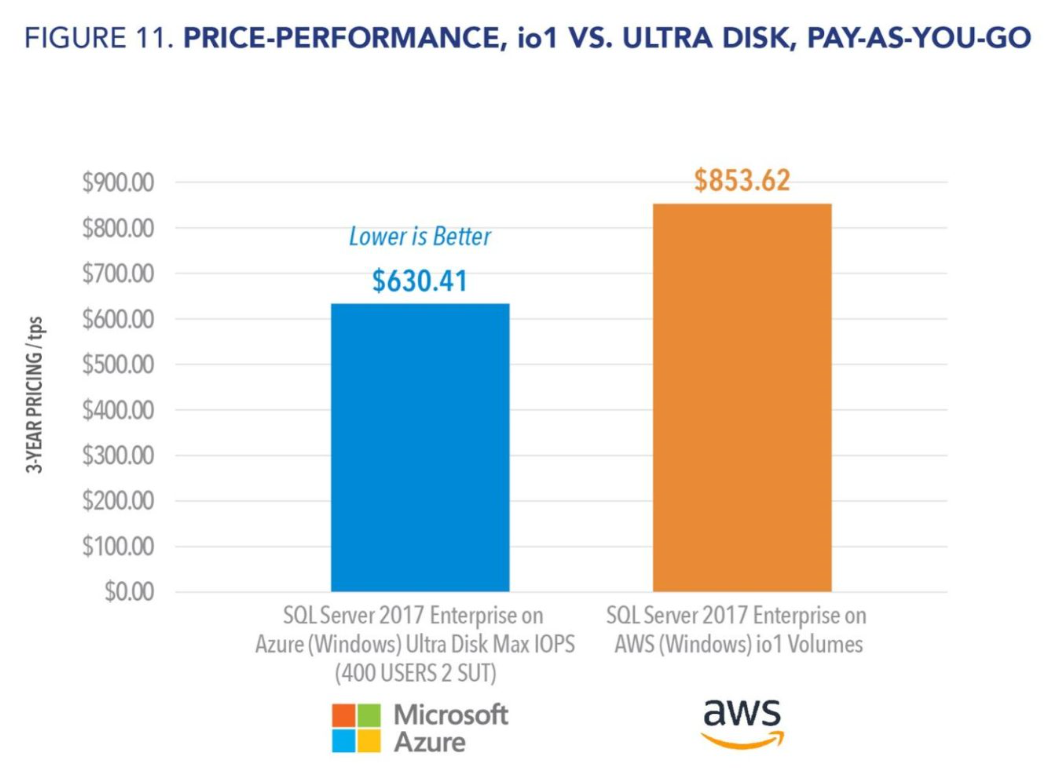 FIGURE 11. PRICE-PERFORMANCE, io1 VS. ULTRA DISK, PAY-AS-YOU-GO
3-YEAR PRICING / tps
$900.00
$800.00
$700.00
$600.00
$500.00
$400.00
$300.00
$200.00
$100.00
$0.00
Lower is Better
$630.41
$853.62
SQL Server 2017 Enterprise on
Azure (Windows) Ultra Disk Max IOPS
(400 USERS 2 SUT)
SQL Server 2017 Enterprise on
AWS (Windows) io1 Volumes
Microsoft
Azure
aws